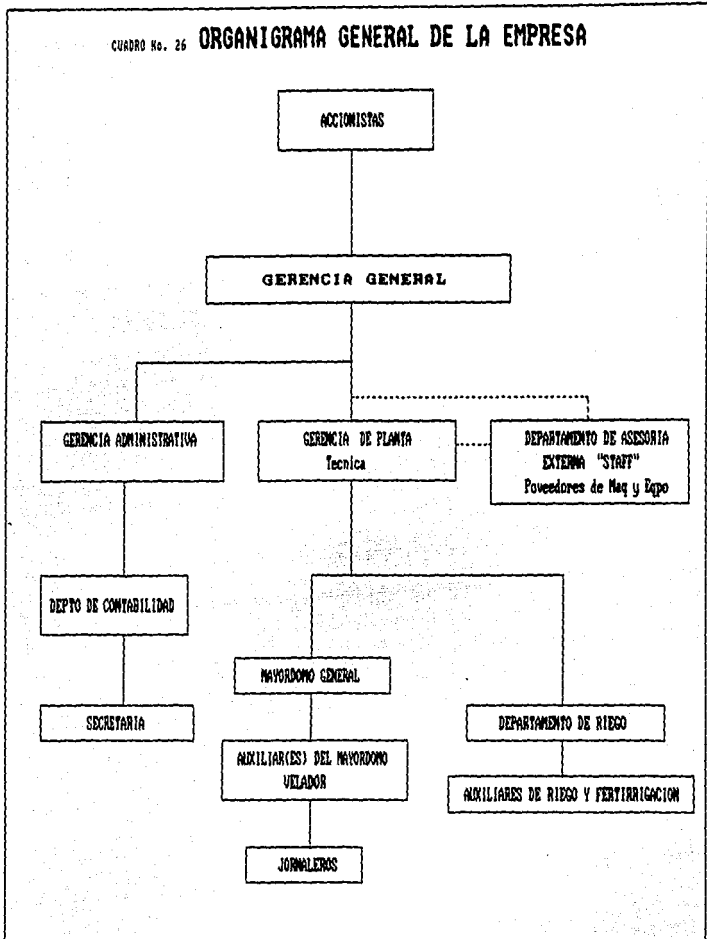 CUADRO No. 26 ORGANIGRAMA GENERAL DE LA EMPRESA
ACCIONISTAS
GERENCIA GENERAL
GERENCIA ADMINISTRATIVA
GERENCIA DE PLANTA
Tecnica
DEPARTAMENTO DE ASESORIA
EXTERNA "STAFF"
Poveedores de Maq y Eqpo
DEPTO DE CONTABILIDAD
MAYORDOMO GENERAL
SECRETARIA
DEPARTAMENTO DE RIEGO
AUXILIAR(ES) DEL MAYORDOMO
VELADOR
AUXILIARES DE RIEGO Y FERTIRRIGACION
JORNALEROS